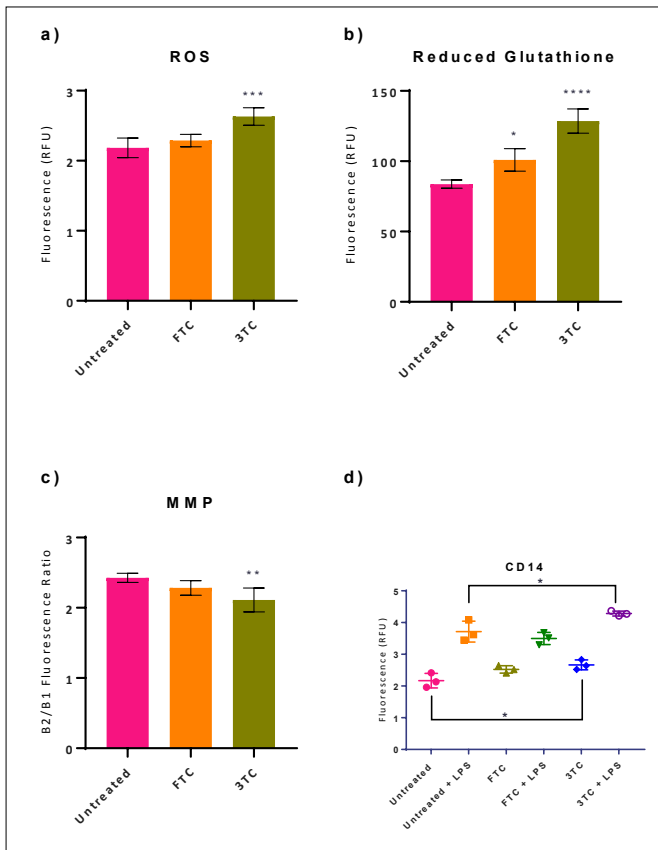 a)
ROS
Fluorescence (RFU)
3
2
1
0
***
Untreated
FTC
3TC
b)
Reduced Glutathione
Fluorescence (RFU)
150
100
50
0
*
****
Untreated
FTC
3TC
c)
MMP
B2/B1 Fluorescence Ratio
3
2
1
0
**
Untreated
FTC
3TC
d)
CD14
Fluorescence (RFU)
5
4
3
2
1
0
*
*
Untreated
Untreated + LPS
FTC
FTC + LPS
3TC
3TC + LPS